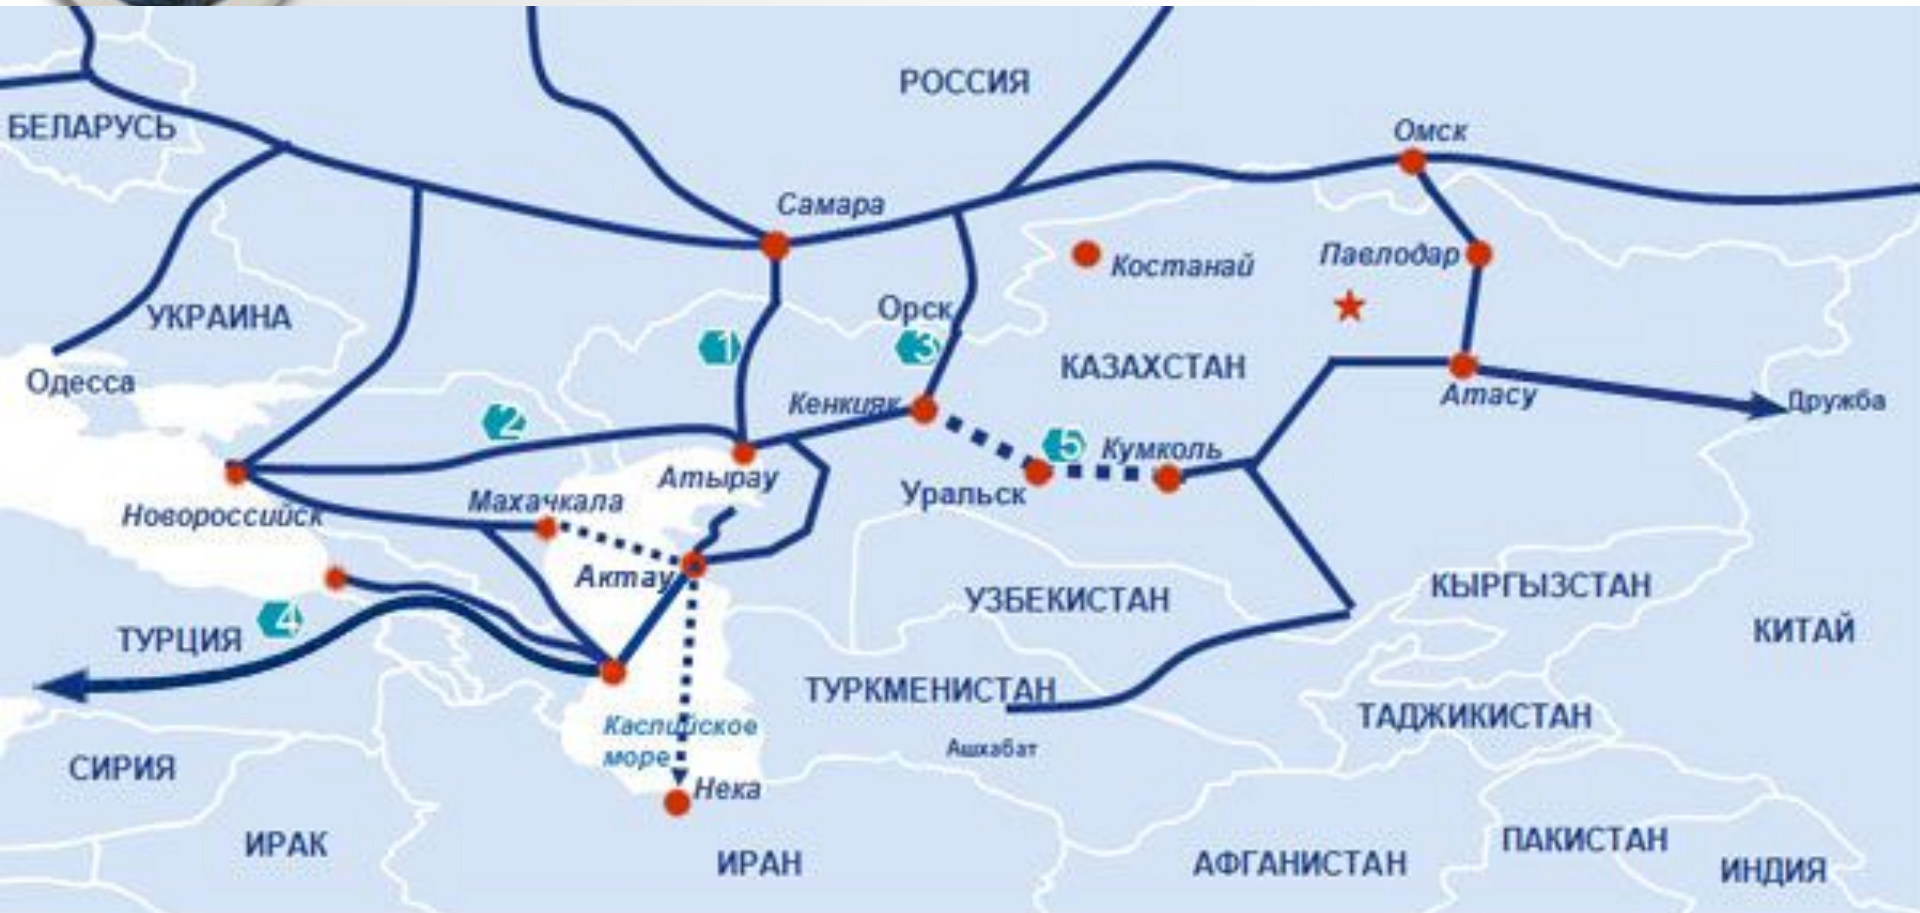 РОССИЯ
БЕЛАРУСЬ
Омск
Самара
Павлодар
Костанай
Орск
УКРАИНА
1
3
КАЗАХСТАН
Одесса
Атасу
Дружба
Кенкияк
2
5
Кумколь
Атырау
Уральск
Махачкала
Новороссийск
Актау
УЗБЕКИСТАН
КЫРГЫЗСТАН
4
ТУРЦИЯ
КИТАЙ
ТУРКМЕНИСТАН
ТАДЖИКИСТАН
Каспийское
море
Ашхабат
СИРИЯ
Нека
ИРАК
ИРАН
АФГАНИСТАН
ПАКИСТАН
ИНДИЯ